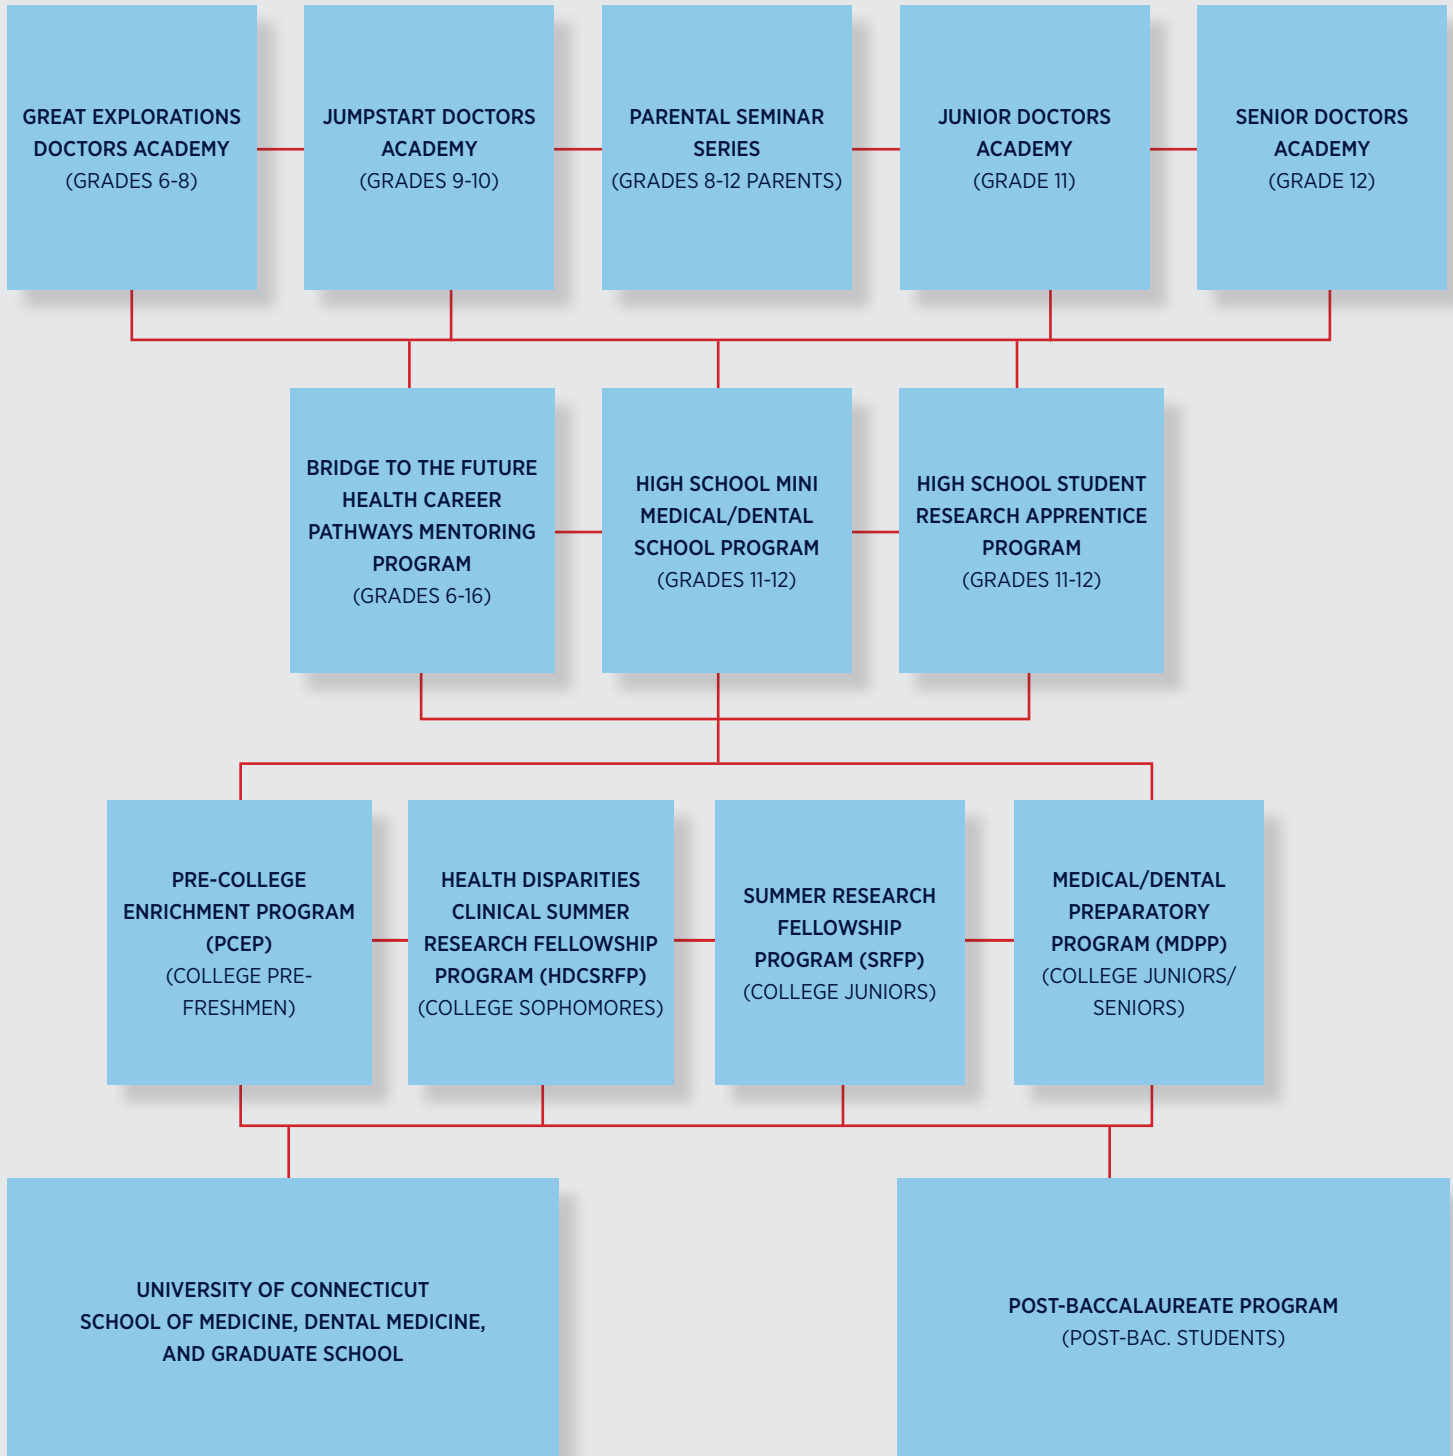 GREAT EXPLORATIONS
DOCTORS ACADEMY
(GRADES 6-8)
JUMPSTART DOCTORS
ACADEMY
(GRADES 9-10)
PARENTAL SEMINAR
SERIES
(GRADES 8-12 PARENTS)
JUNIOR DOCTORS
ACADEMY
(GRADE 11)
SENIOR DOCTORS
ACADEMY
(GRADE 12)
BRIDGE TO THE FUTURE
HEALTH CAREER
PATHWAYS MENTORING
PROGRAM
(GRADES 6-16)
HIGH SCHOOL MINI
MEDICAL/DENTAL
SCHOOL PROGRAM
(GRADES 11-12)
HIGH SCHOOL STUDENT
RESEARCH APPRENTICE
PROGRAM
(GRADES 11-12)
PRE-COLLEGE
ENRICHMENT PROGRAM
(PCEP)
(COLLEGE PRE-
FRESHMEN)
HEALTH DISPARITIES
CLINICAL SUMMER
RESEARCH FELLOWSHIP
PROGRAM (HDCSRFP)
(COLLEGE SOPHOMORES)
SUMMER RESEARCH
FELLOWSHIP
PROGRAM (SRFP)
(COLLEGE JUNIORS)
MEDICAL/DENTAL
PREPARATORY
PROGRAM (MDPP)
(COLLEGE JUNIORS/
SENIORS)
UNIVERSITY OF CONNECTICUT
SCHOOL OF MEDICINE, DENTAL MEDICINE,
AND GRADUATE SCHOOL
POST-BACCALAUREATE PROGRAM
(POST-BAC. STUDENTS)